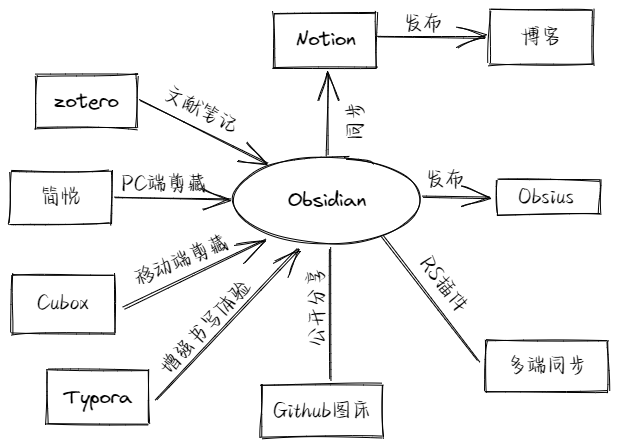 Notion
发布
博客
zotero
文献笔记
同步
简悦
PC端剪藏
Obsidian
发布
Obsius
Cubox
移动端剪藏
RS插件
增强书写体验
公开分享
多端同步
Typora
Github图床